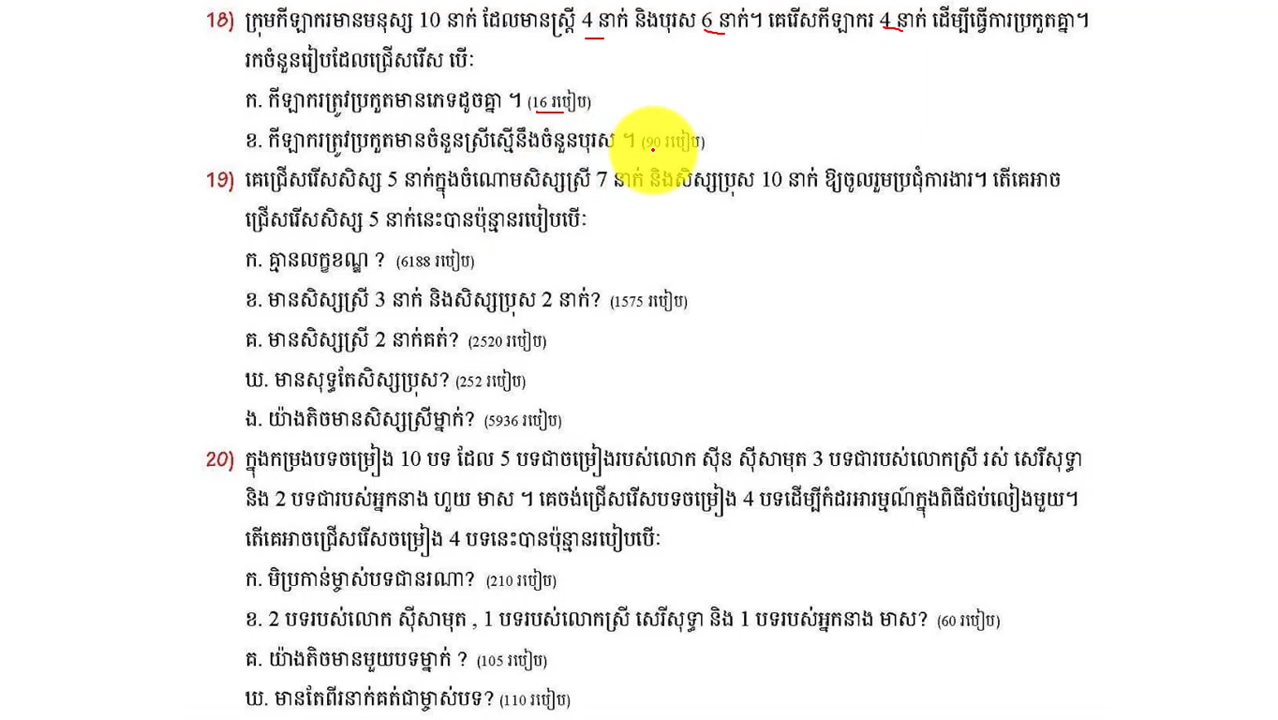 18) ក្រុមកីឡាករមានមនុស្ស 10 នាក់ ដែលមានស្ត្រី 4 នាក់ និងបុរស 6 នាក់។ គេរើសកីឡាករ 4 នាក់ ដើម្បីធ្វើការប្រកួតគ្នា។
រកចំនួនរៀបដែលជ្រើសរើស បើៈ
ក. កីឡាករត្រូវប្រកួតមានភេទដូចគ្នា ។ (16 របៀប)
ខ. កីឡាករត្រូវប្រកួតមានចំនួនស្រីស្មើនឹងចំនួនបុរស ។ (90 របៀប)
19) គេជ្រើសរើសសិស្ស 5 នាក់ក្នុងចំណោមសិស្សស្រី 7 នាក់ និងសិស្សប្រុស 10 នាក់ ឱ្យចូលរួមប្រជុំការងារ។ តើគេអាច
ជ្រើសរើសសិស្ស 5 នាក់នេះបានប៉ុន្មានរបៀបបើៈ
ក. គ្មានលក្ខខណ្ឌ ? (6188 របៀប)
ខ. មានសិស្សស្រី 3 នាក់ និងសិស្សប្រុស 2 នាក់? (1575 របៀប)
គ. មានសិស្សស្រី 2 នាក់គត់? (2520 របៀប)
ឃ. មានសុទ្ធតែសិស្សប្រុស? (252 របៀប)
ង. យ៉ាងតិចមានសិស្សស្រីម្នាក់? (5936 របៀប)
20) ក្នុងកម្រងបទចម្រៀង 10 បទ ដែល 5 បទជាចម្រៀងរបស់លោក ស៊ីន ស៊ីសាមុត 3 បទជារបស់លោកស្រី រស់ សេរីសុទ្ធា
និង 2 បទជារបស់អ្នកនាង ហួយ មាស ។ គេចង់ជ្រើសរើសបទចម្រៀង 4 បទដើម្បីកំដរអារម្មណ៍ក្នុងពិធីជប់លៀងមួយ។
តើគេអាចជ្រើសរើសចម្រៀង 4 បទនេះបានប៉ុន្មានរបៀបបើៈ
ក. មិប្រកាន់ម្ចាស់បទជានរណា? (210 របៀប)
ខ. 2 បទរបស់លោក ស៊ីសាមុត , 1 បទរបស់លោកស្រី សេរីសុទ្ធា និង 1 បទរបស់អ្នកនាង មាស? (60 របៀប)
គ. យ៉ាងតិចមានមួយបទម្នាក់ ? (105 របៀប)
ឃ. មានតែពីរនាក់គត់ជាម្ចាស់បទ? (110 របៀប)